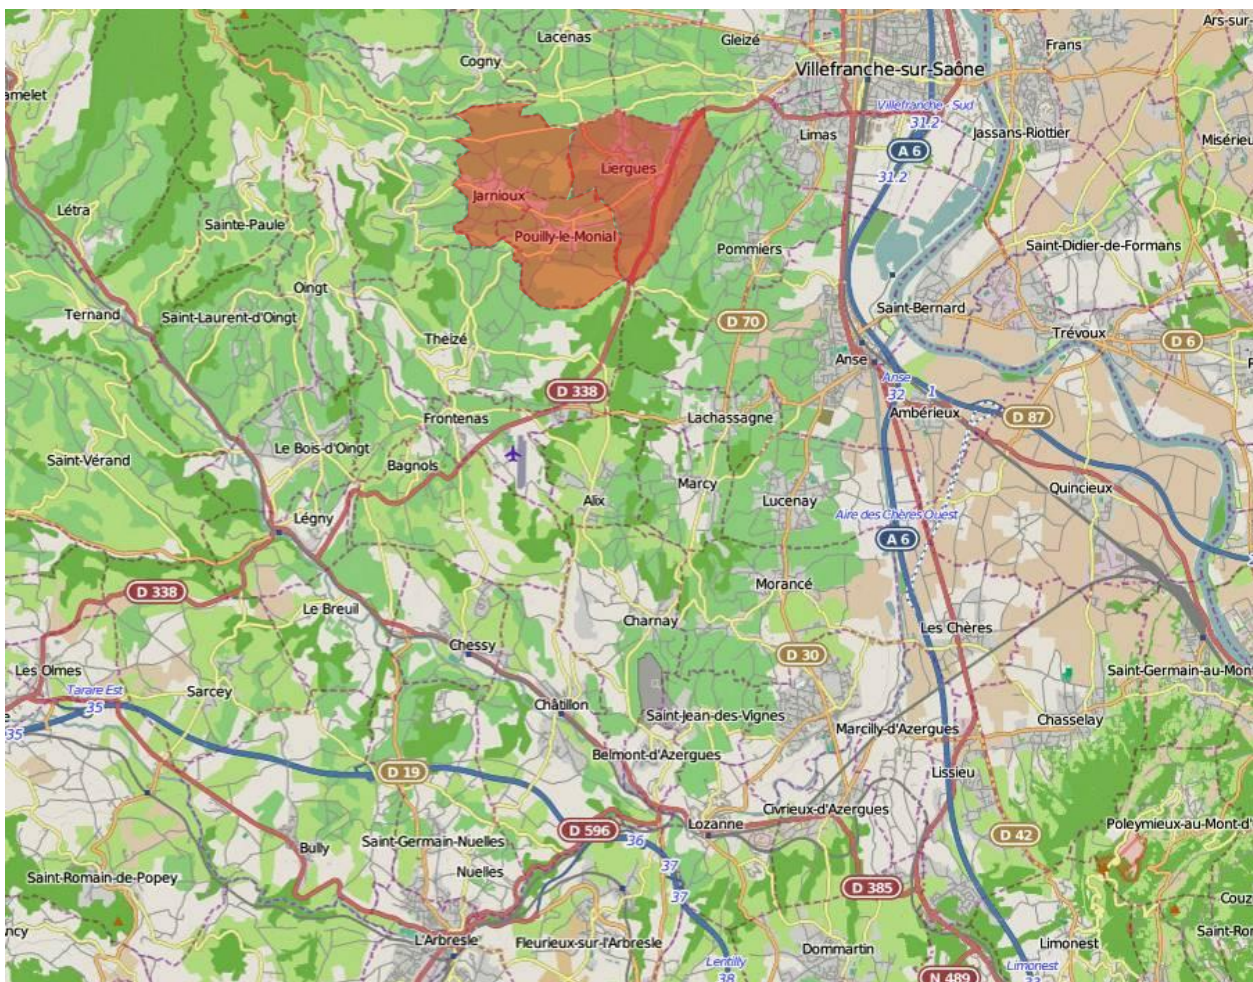 Ars-sur-
Lacenas
Gleizé
Frans
Cogny
Villefranche-sur-Saône
amelet
Villefranche - Sud
31.2
Limas
Jassans-Riottier
Misérieu
A 6
Liergues
31.2
Jarnioux
Létra
Sainte-Paule
Pouilly-le-Monial
Pommiers
Saint-Didier-de-Formans
Oingt
Saint-Bernard
Ternand
Saint-Laurent-d'Oingt
D 70
Trévoux
D 6
Theizé
Anse
Anse
32
1
D 338
Frontenas
Lachassagne
Ambérieux
D 87
Le Bois-d'Oingt
Saint-Vérand
Bagnols
Marcy
Quincieux
Alix
Lucenay
Légny
Aire des Chères Ouest
A 6
D 338
Morancé
Le Breuil
Charnay
Les Chères
Chessy
D 30
Les Olmes
Saint-Germain-au-Mont
Tarare Est
35
Sarcey
Châtillon
Saint-Jean-des-Vignes
Chasselay
35
Marcilly-d'Azergues
Belmont-d'Azergues
D 19
Lissieu
Civrieux-d'Azergues
Lozanne
Poleymieux-au-Mont-d'
D 596
36
D 42
Saint-Germain-Nuelles
Bully
37
Nuelles
Saint-Romain-de-Popey
D 385
37
Couz
ncy
L'Arbresle
Fleurieux-sur-l'Arbresle
Dommartin
Limonest
Saint-Ro
Lentilly
38
Limonest
33
N 489